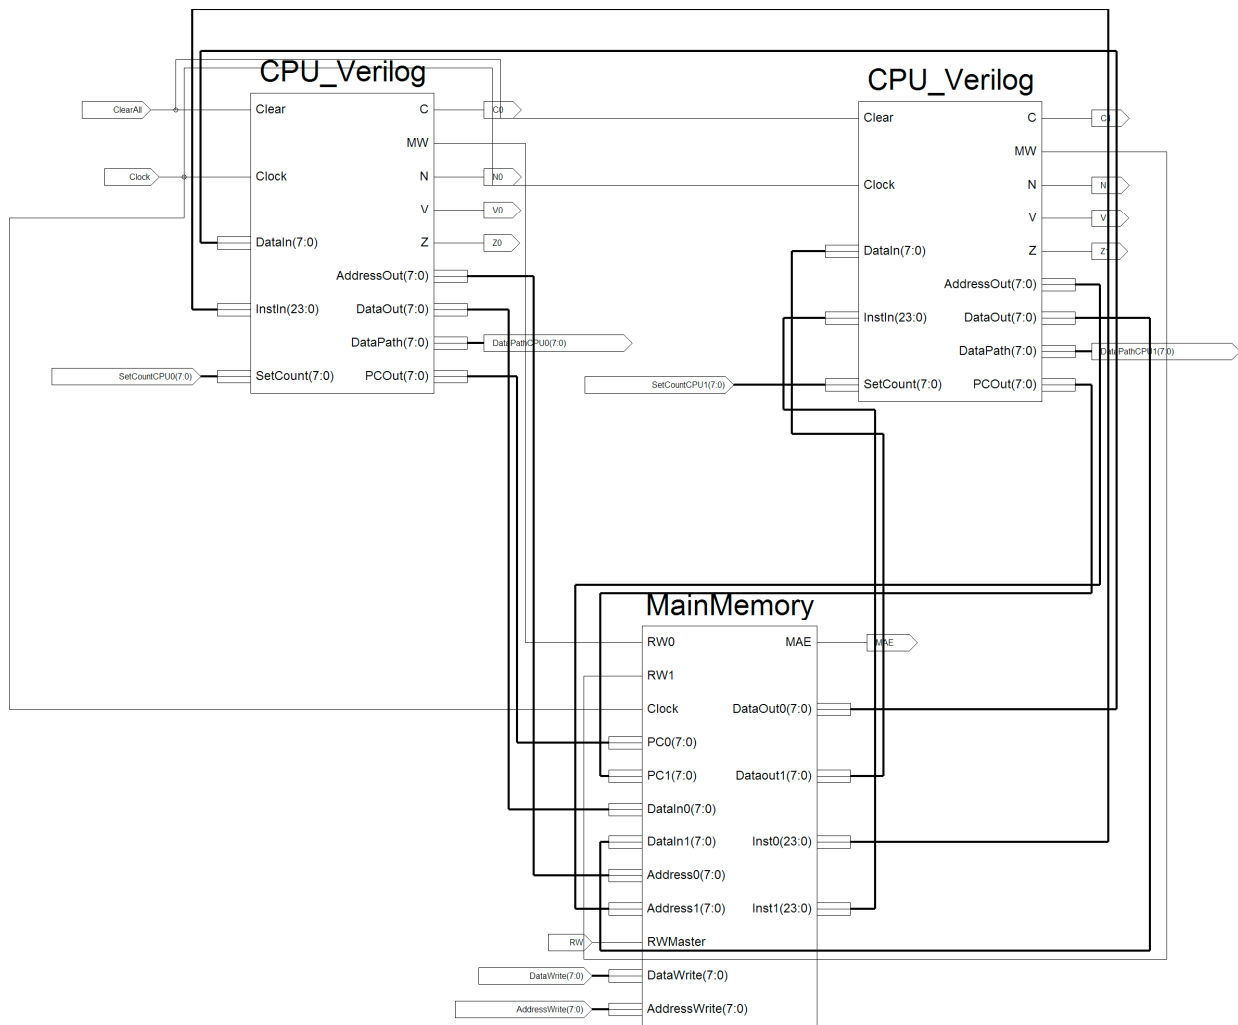 CPU_Verilog
ClearAll
Clock
SetCountCPU0(7:0)
Clear
Clock
DataIn(7:0)
InstIn(23:0)
SetCount(7:0)
C
MW
N
V
Z
AddressOut(7:0)
DataOut(7:0)
DataPath(7:0)
PCOut(7:0)
C0
N0
V0
Z0
DataPathCPU0(7:0)
CPU_Verilog
SetCountCPU1(7:0)
Clear
Clock
DataIn(7:0)
InstIn(23:0)
SetCount(7:0)
C
MW
N
V
Z
AddressOut(7:0)
DataOut(7:0)
DataPath(7:0)
PCOut(7:0)
DataPathCPU1(7:0)
MainMemory
RW0
RW1
Clock
PC0(7:0)
PC1(7:0)
DataIn0(7:0)
DataIn1(7:0)
Address0(7:0)
Address1(7:0)
RWMaster
DataWrite(7:0)
AddressWrite(7:0)
MAE
DataOut0(7:0)
Dataout1(7:0)
Inst0(23:0)
Inst1(23:0)
MAE
RW
DataWrite(7:0)
AddressWrite(7:0)